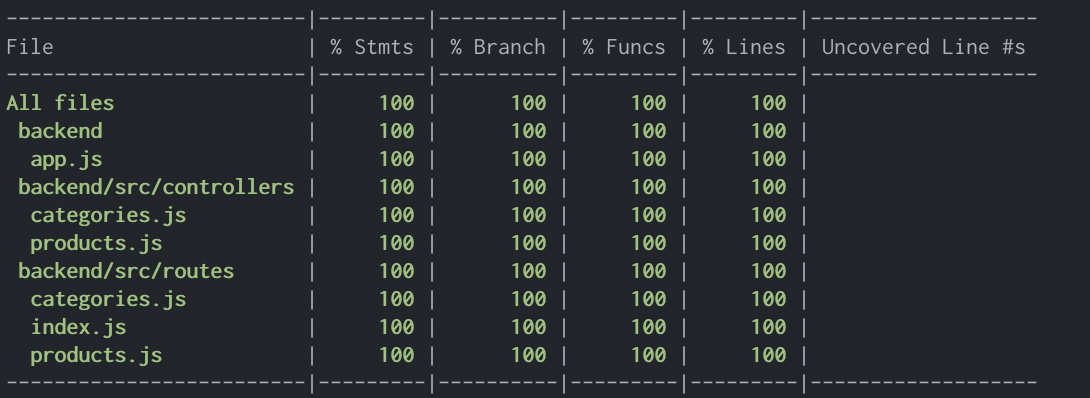 -------------------------|---------|----------|---------|---------|-------------------
File                     | % Stmts | % Branch | % Funcs | % Lines | Uncovered Line #s
-------------------------|---------|----------|---------|---------|-------------------
All files                |     100 |      100 |     100 |     100 |
 backend                 |     100 |      100 |     100 |     100 |
  app.js                 |     100 |      100 |     100 |     100 |
 backend/src/controllers |     100 |      100 |     100 |     100 |
  categories.js          |     100 |      100 |     100 |     100 |
  products.js            |     100 |      100 |     100 |     100 |
 backend/src/routes      |     100 |      100 |     100 |     100 |
  categories.js          |     100 |      100 |     100 |     100 |
  index.js               |     100 |      100 |     100 |     100 |
  products.js            |     100 |      100 |     100 |     100 |
-------------------------|---------|----------|---------|---------|-------------------